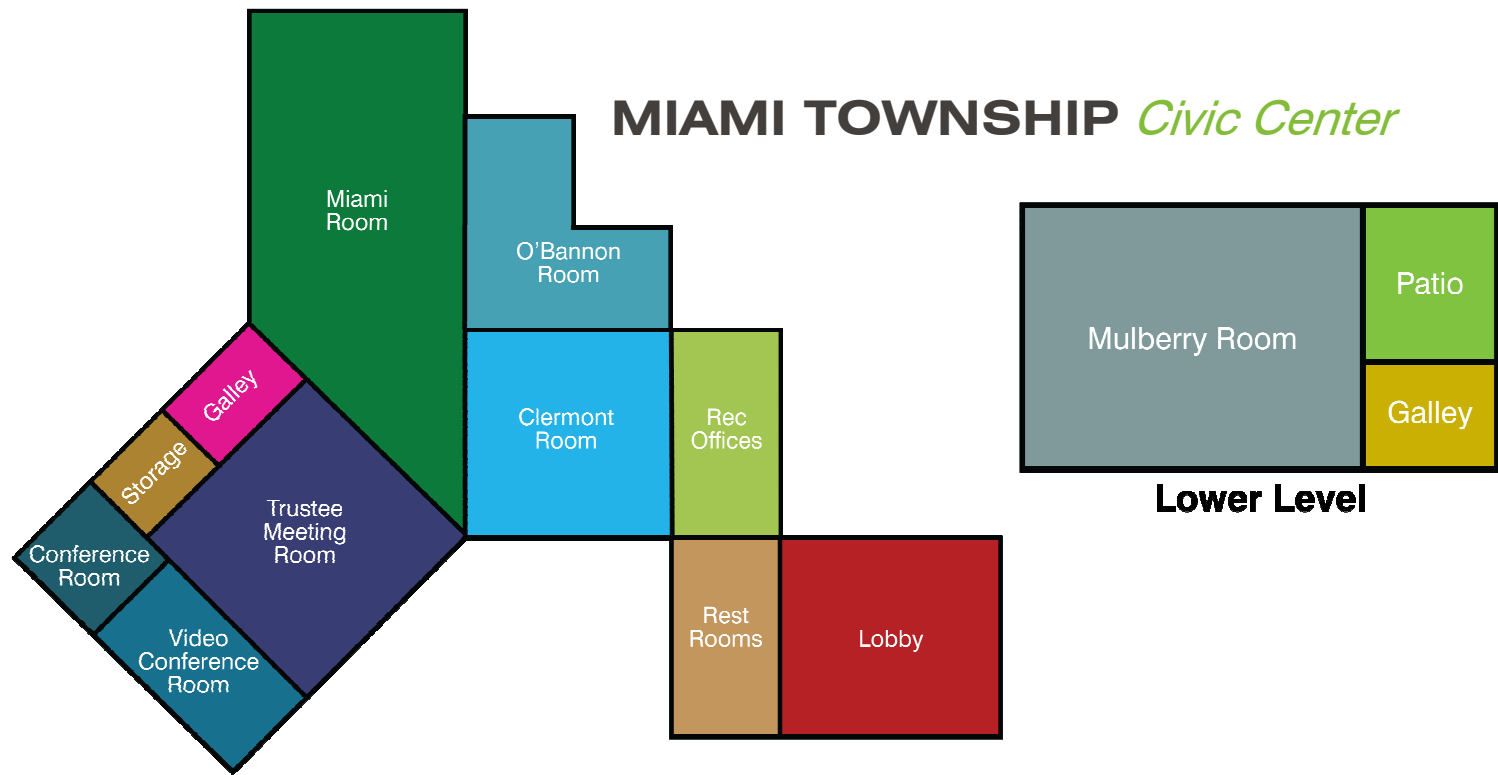 MIAMI TOWNSHIP Civic Center
Miami
Room
O’Bannon
Room
Patio
Mulberry Room
Galley
Galley
Clermont
Room
Rec
Offices
Storage
Lower Level
Trustee
Meeting
Room
Conference
Room
Video
Conference
Room
Rest
Rooms
Lobby